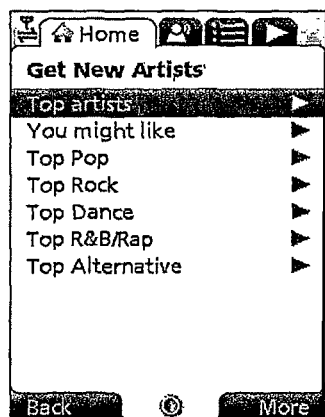 Home
Get New Artists
Top artists
You might like
Top Pop
Top Rock
Top Dance
Top R&B/Rap
Top Alternative
Back More